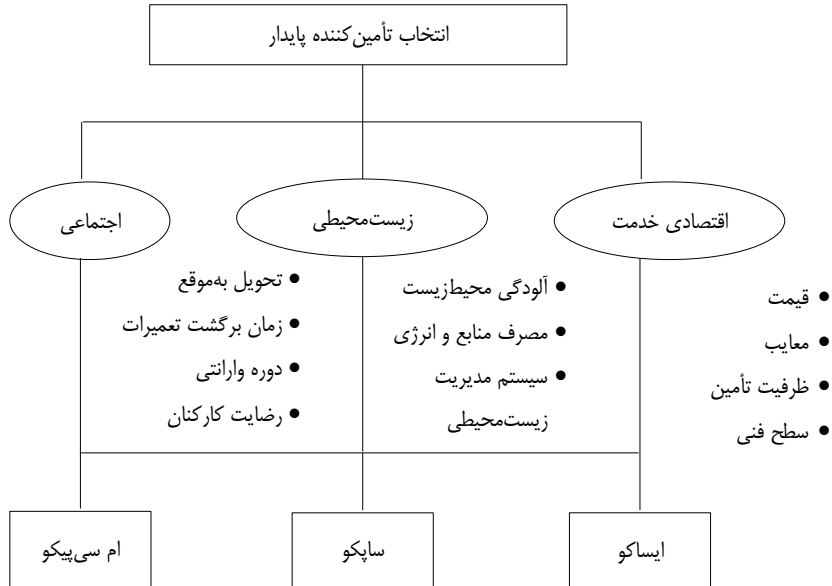 انتخاب تأمین‌کننده پایدار
اقتصادی خدمت
زیست‌محیطی
اجتماعی
• قیمت
• معایب
• ظرفیت تأمین
• سطح فنی
• آلودگی محیط‌زیست
• مصرف منابع و انرژی
• سیستم مدیریت
زیست‌محیطی
• تحویل به‌موقع
• زمان برگشت تعمیرات
• دوره وارانتی
• رضایت کارکنان
ایساکو
ساپکو
ام سی‌پیکو